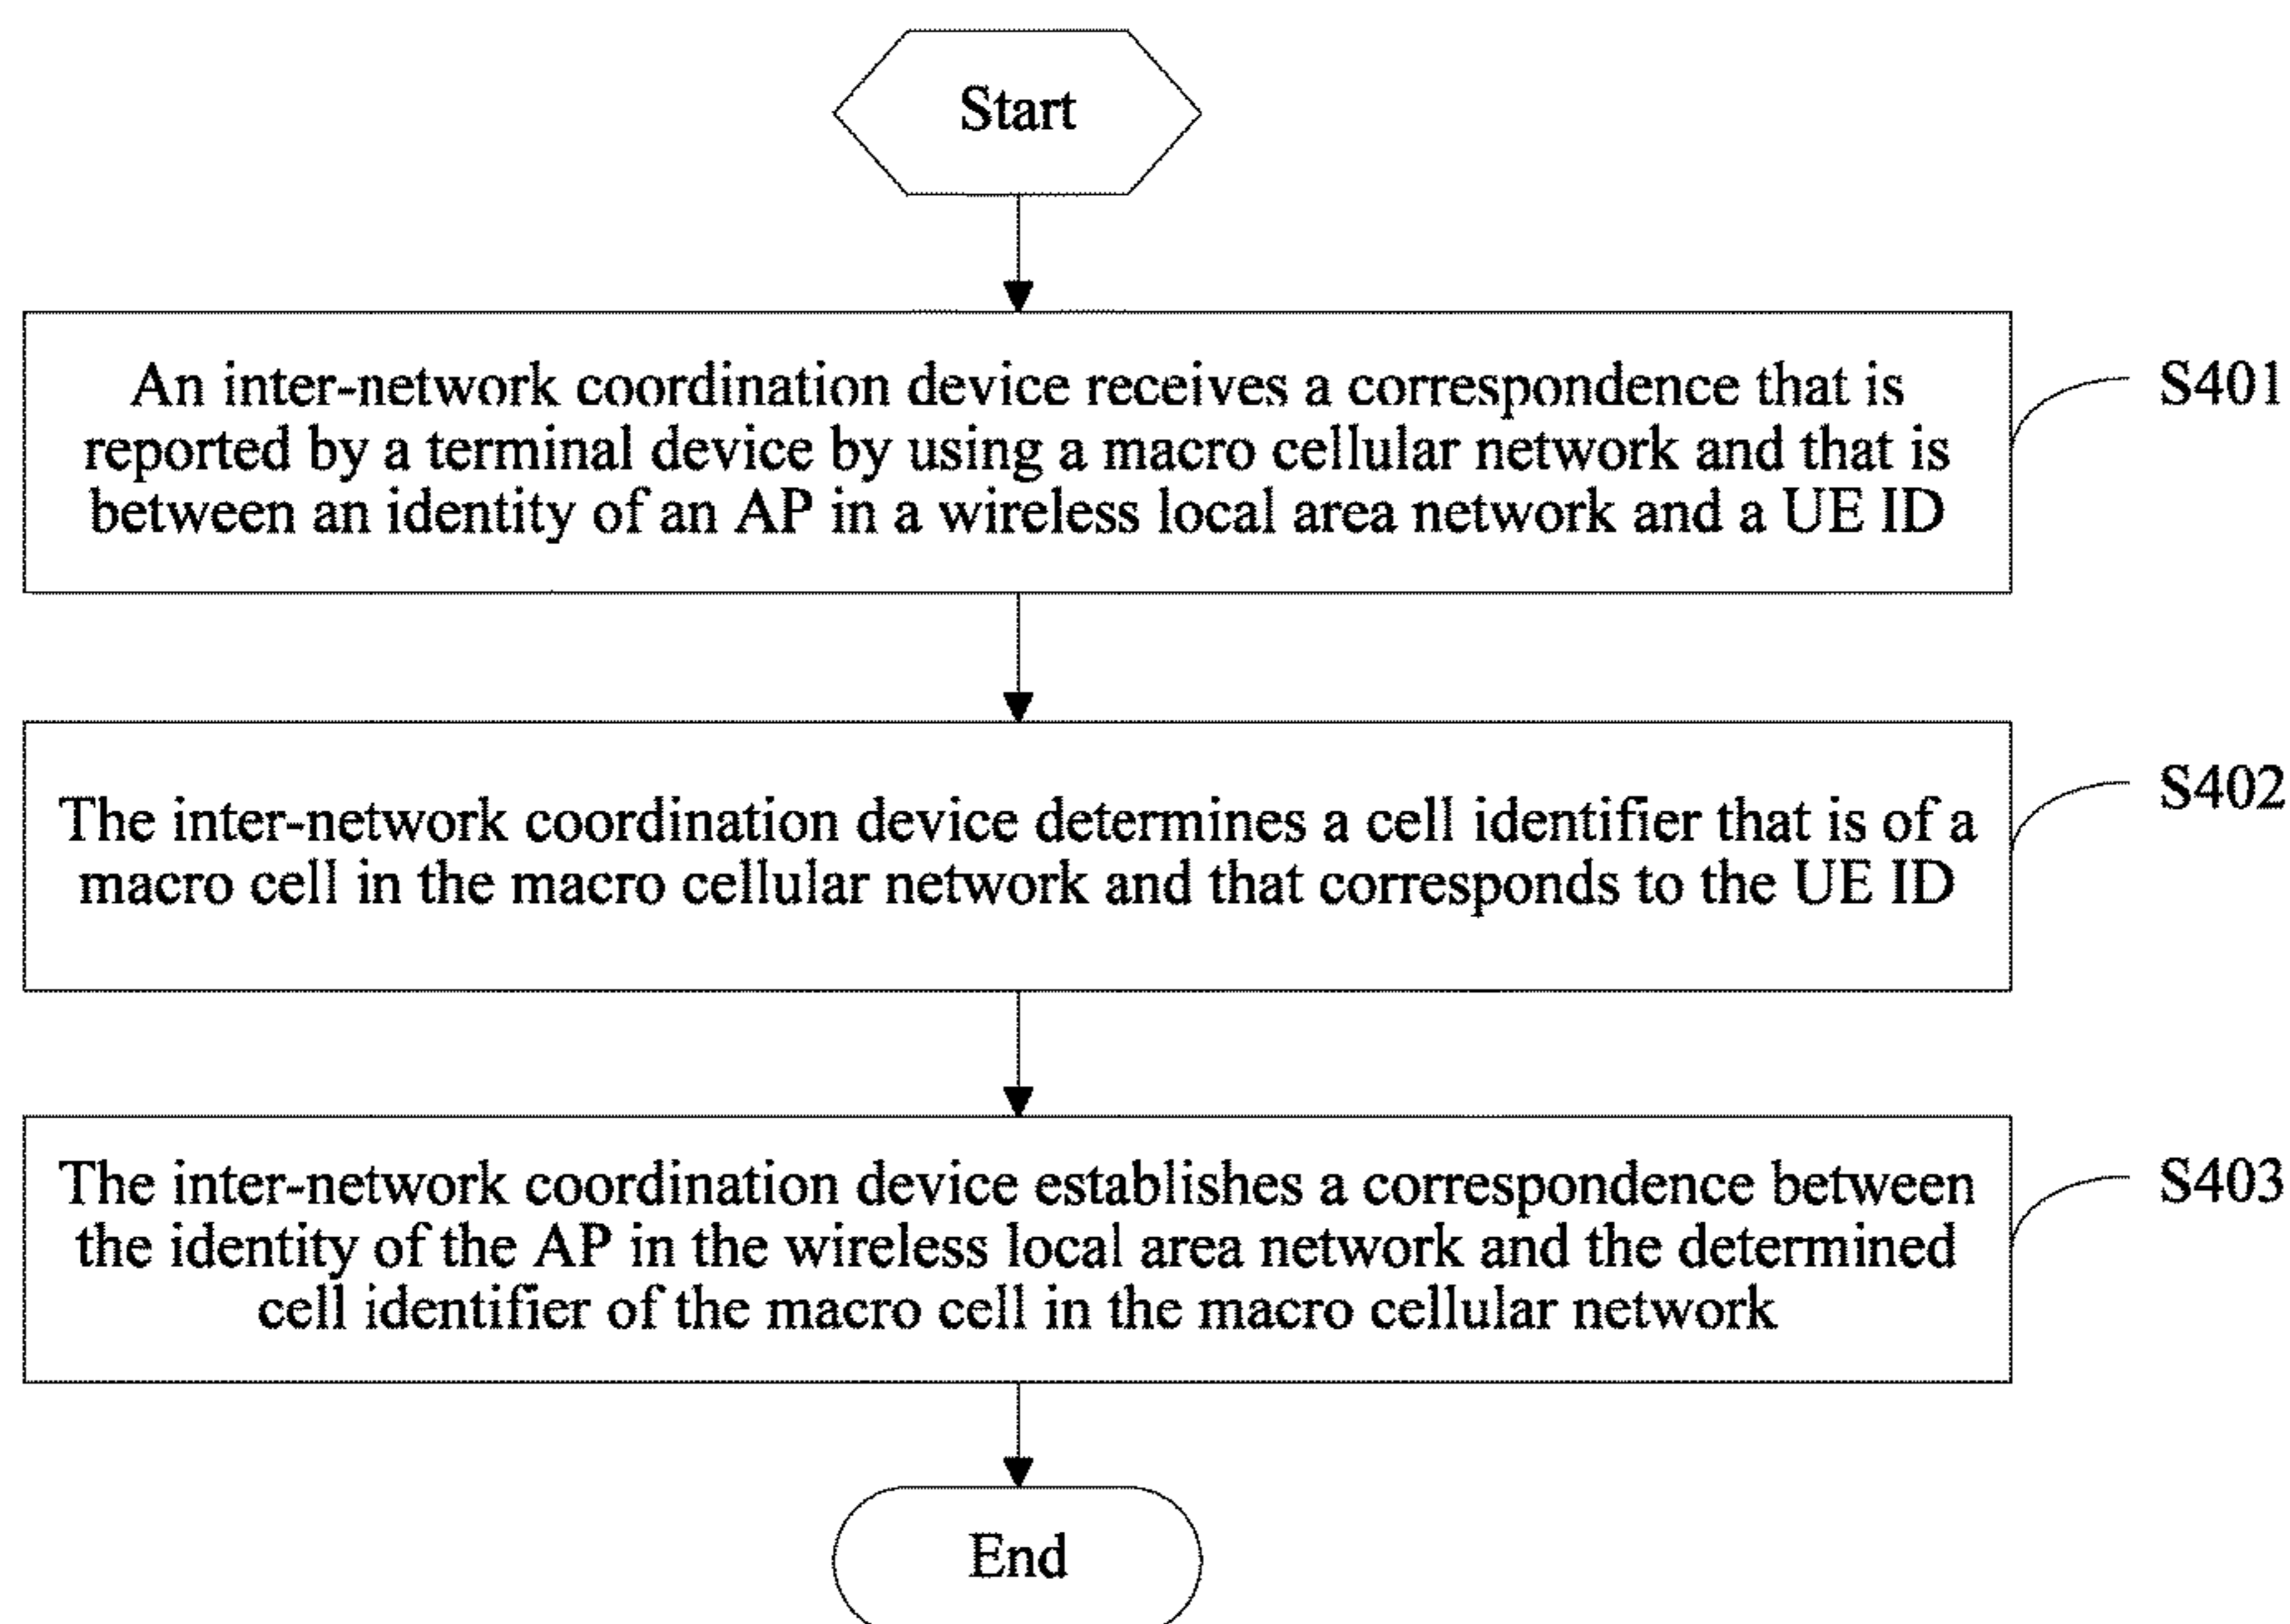 Start
An inter-network coordination device receives a correspondence that is
reported by a terminal device by using a macro cellular network and that is
between an identity of an AP in a wireless local area network and a UE ID
S401
The inter-network coordination device determines a cell identifier that is of a
macro cell in the macro cellular network and that corresponds to the UE ID
S402
The inter-network coordination device establishes a correspondence between
the identity of the AP in the wireless local area network and the determined
cell identifier of the macro cell in the macro cellular network
S403
End